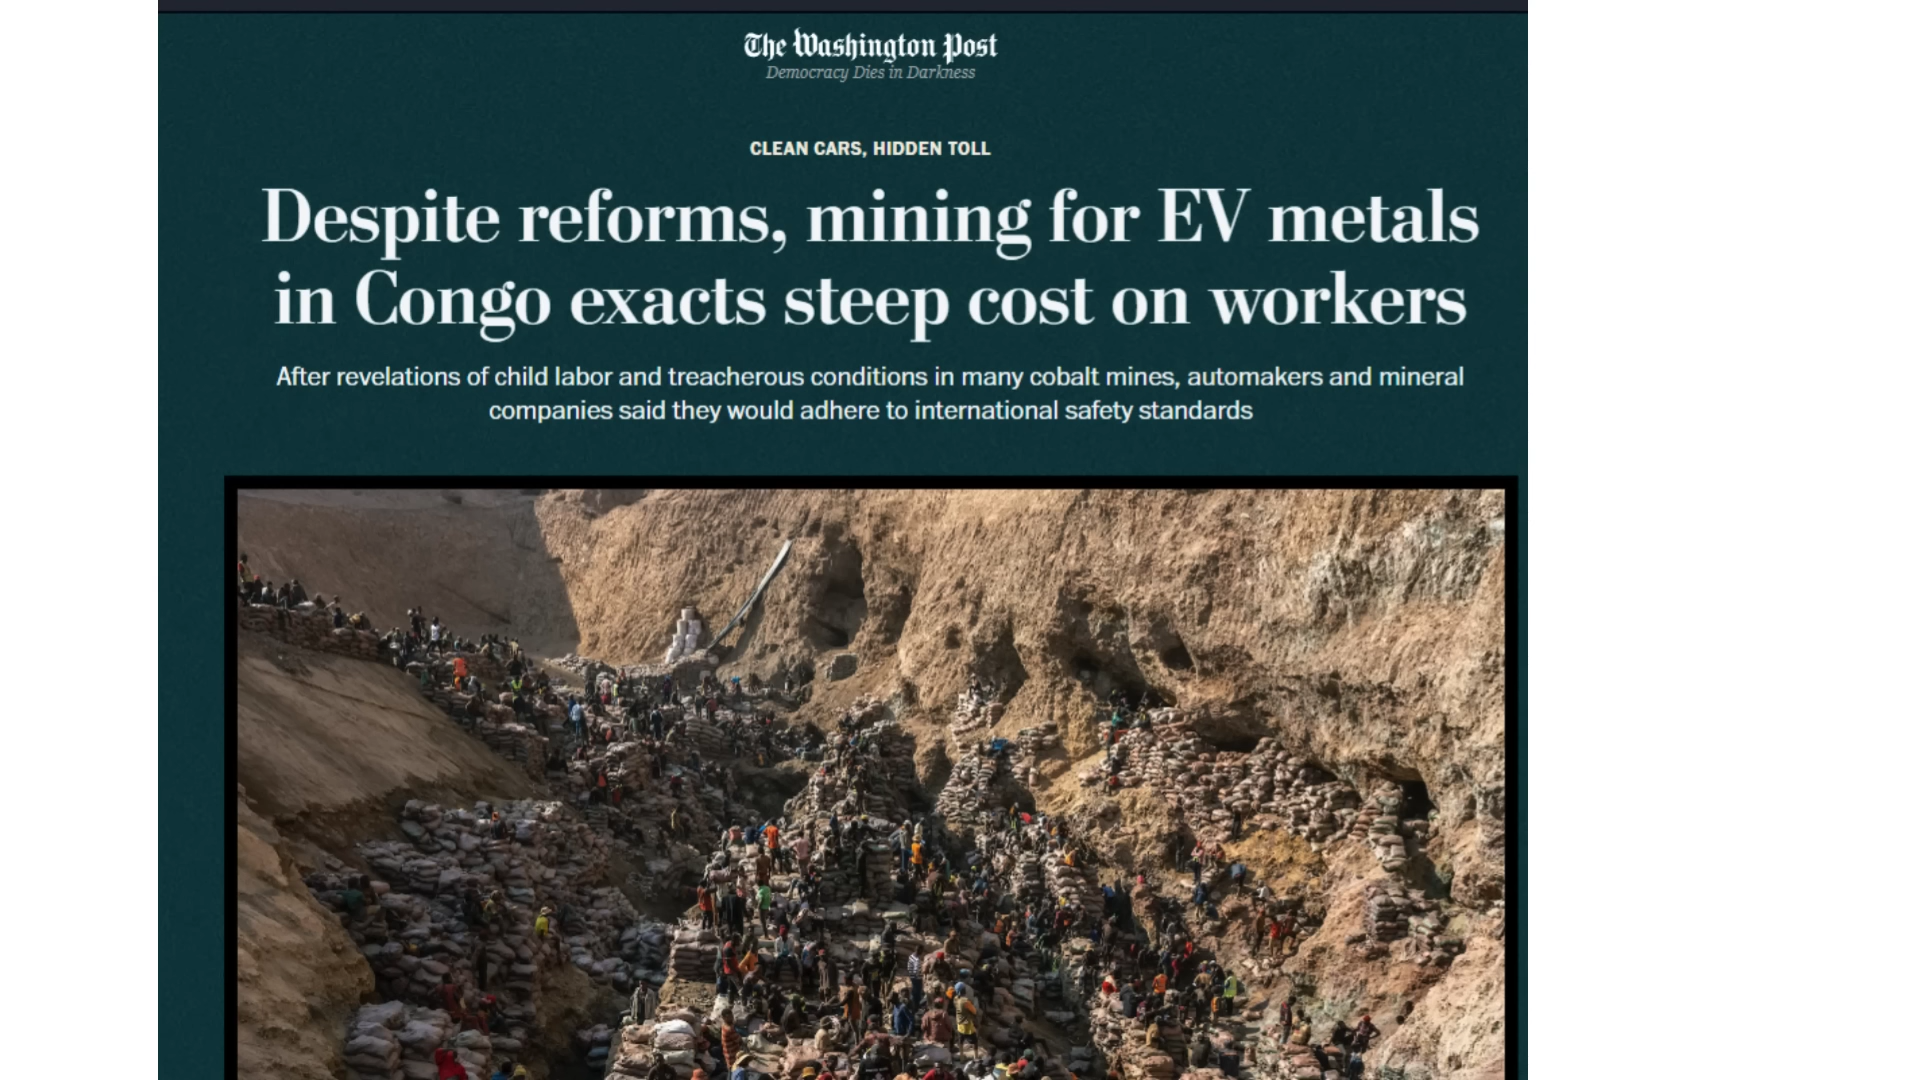 The Washington Post
Democracy Dies in Darkness
CLEAN CARS, HIDDEN TOLL
Despite reforms, mining for EV metals
in Congo exacts steep cost on workers
After revelations of child labor and treacherous conditions in many cobalt mines, automakers and mineral
companies said they would adhere to international safety standards